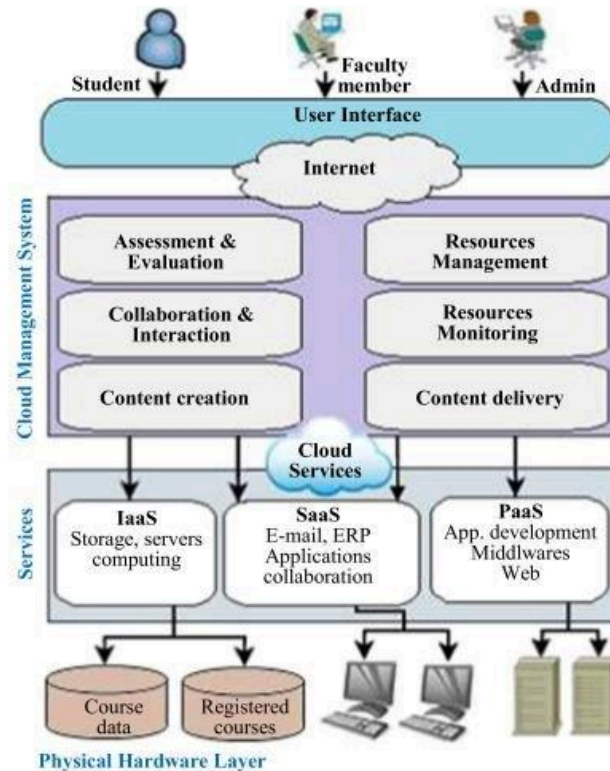 Student
Faculty
member
Admin
User Interface
Internet
Cloud Management System
Assessment &
Evaluation
Resources
Management
Collaboration &
Interaction
Resources
Monitoring
Content creation
Content delivery
Cloud
Services
Services
IaaS
Storage, servers
computing
SaaS
E-mail, ERP
Applications
collaboration
PaaS
App. development
Middlwares
Web
Course
data
Registered
courses
Physical Hardware Layer